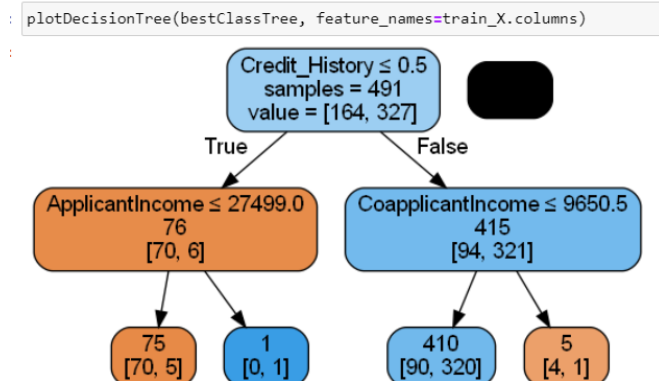 plotDecisionTree(bestClassTree, feature_names=train_X.columns)
Credit_History ≤ 0.5
samples = 491
value = [164, 327]
True
False
ApplicantIncome ≤ 27499.0
76
[70, 6]
CoapplicantIncome ≤ 9650.5
415
[94, 321]
75
[70, 5]
1
[0, 1]
410
[90, 320]
5
[4, 1]